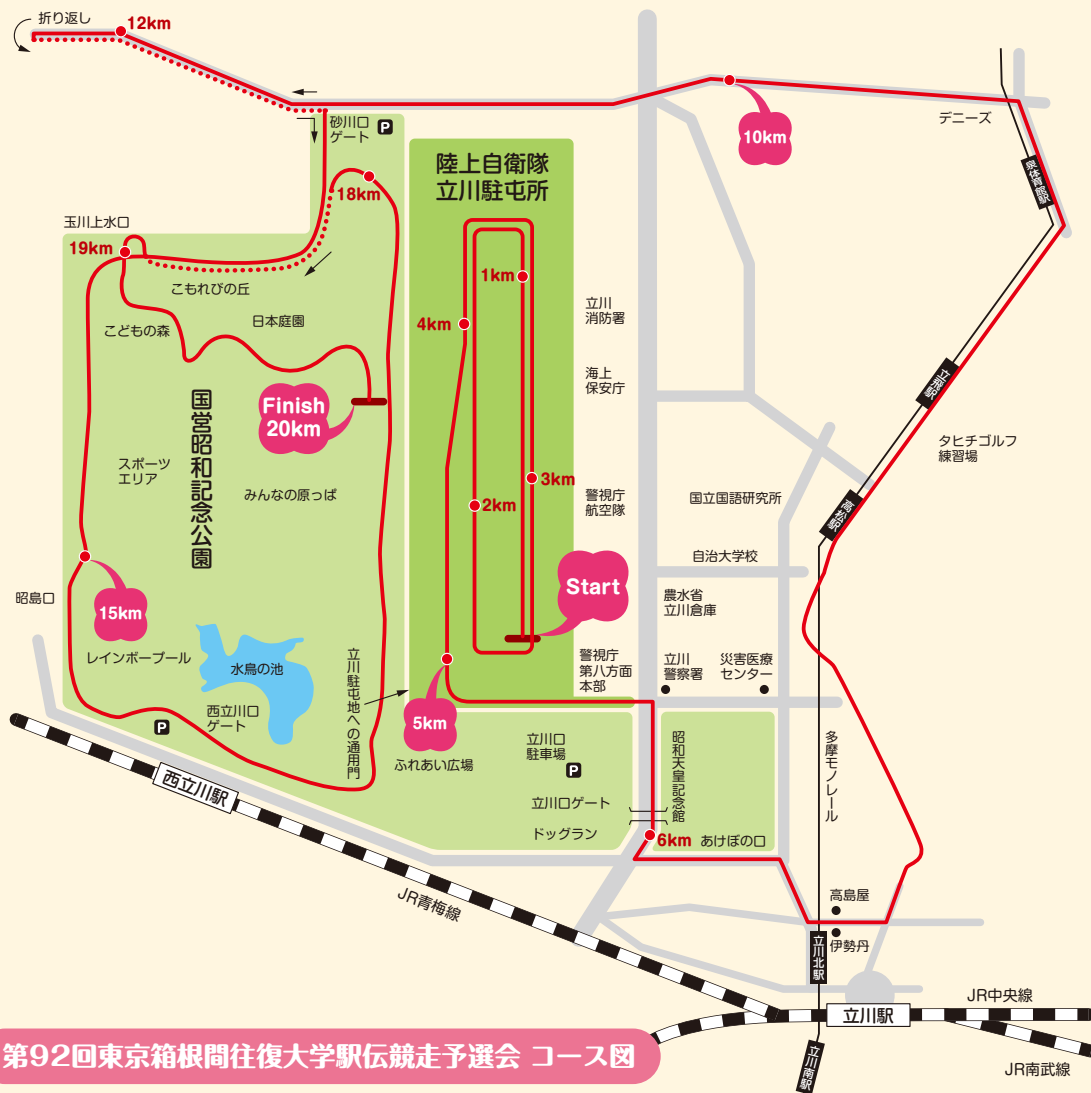 折り返し
12km
10km
デニーズ
泉体育館駅
砂川口
ゲート
P
陸上自衛隊
立川駐屯所
18km
玉川上水口
19km
こもれびの丘
こどもの森
日本庭園
1km
4km
立川
消防署
海上
保安庁
立飛駅
Finish
20km
国営昭和記念公園
スポーツ
エリア
みんなの原っぱ
3km
2km
警視庁
航空隊
国立国語研究所
高松駅
タヒチゴルフ
練習場
自治大学校
Start
昭島口
15km
農水省
立川倉庫
レインボープール
水鳥の池
西立川口
ゲート
P
立川駐屯地への通用門
5km
ふれあい広場
警視庁
第八方面
本部
立川
警察署
災害医療
センター
立川口
駐車場
P
昭和天皇記念館
多摩モノレール
立川口ゲート
ドッグラン
6km
あけぼの口
西立川駅
JR青梅線
高島屋
伊勢丹
立川北駅
立川駅
JR中央線
JR南武線
立川南駅
第92回東京箱根間往復大学駅伝競走予選会 コース図